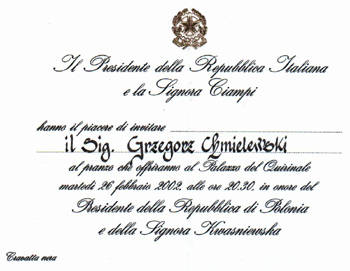 Il Presidente della Repubblica Italiana
e la Signora Ciampi
hanno il piacere di invitare
il Sig. Grzegorz Chmielewski
al pranzo che offriranno al Palazzo del Quirinale
martedì 26 febbraio 2002, alle ore 20.30, in onore del
Presidente della Repubblica di Polonia
e della Signora Kwasniewska
Cravatta nera